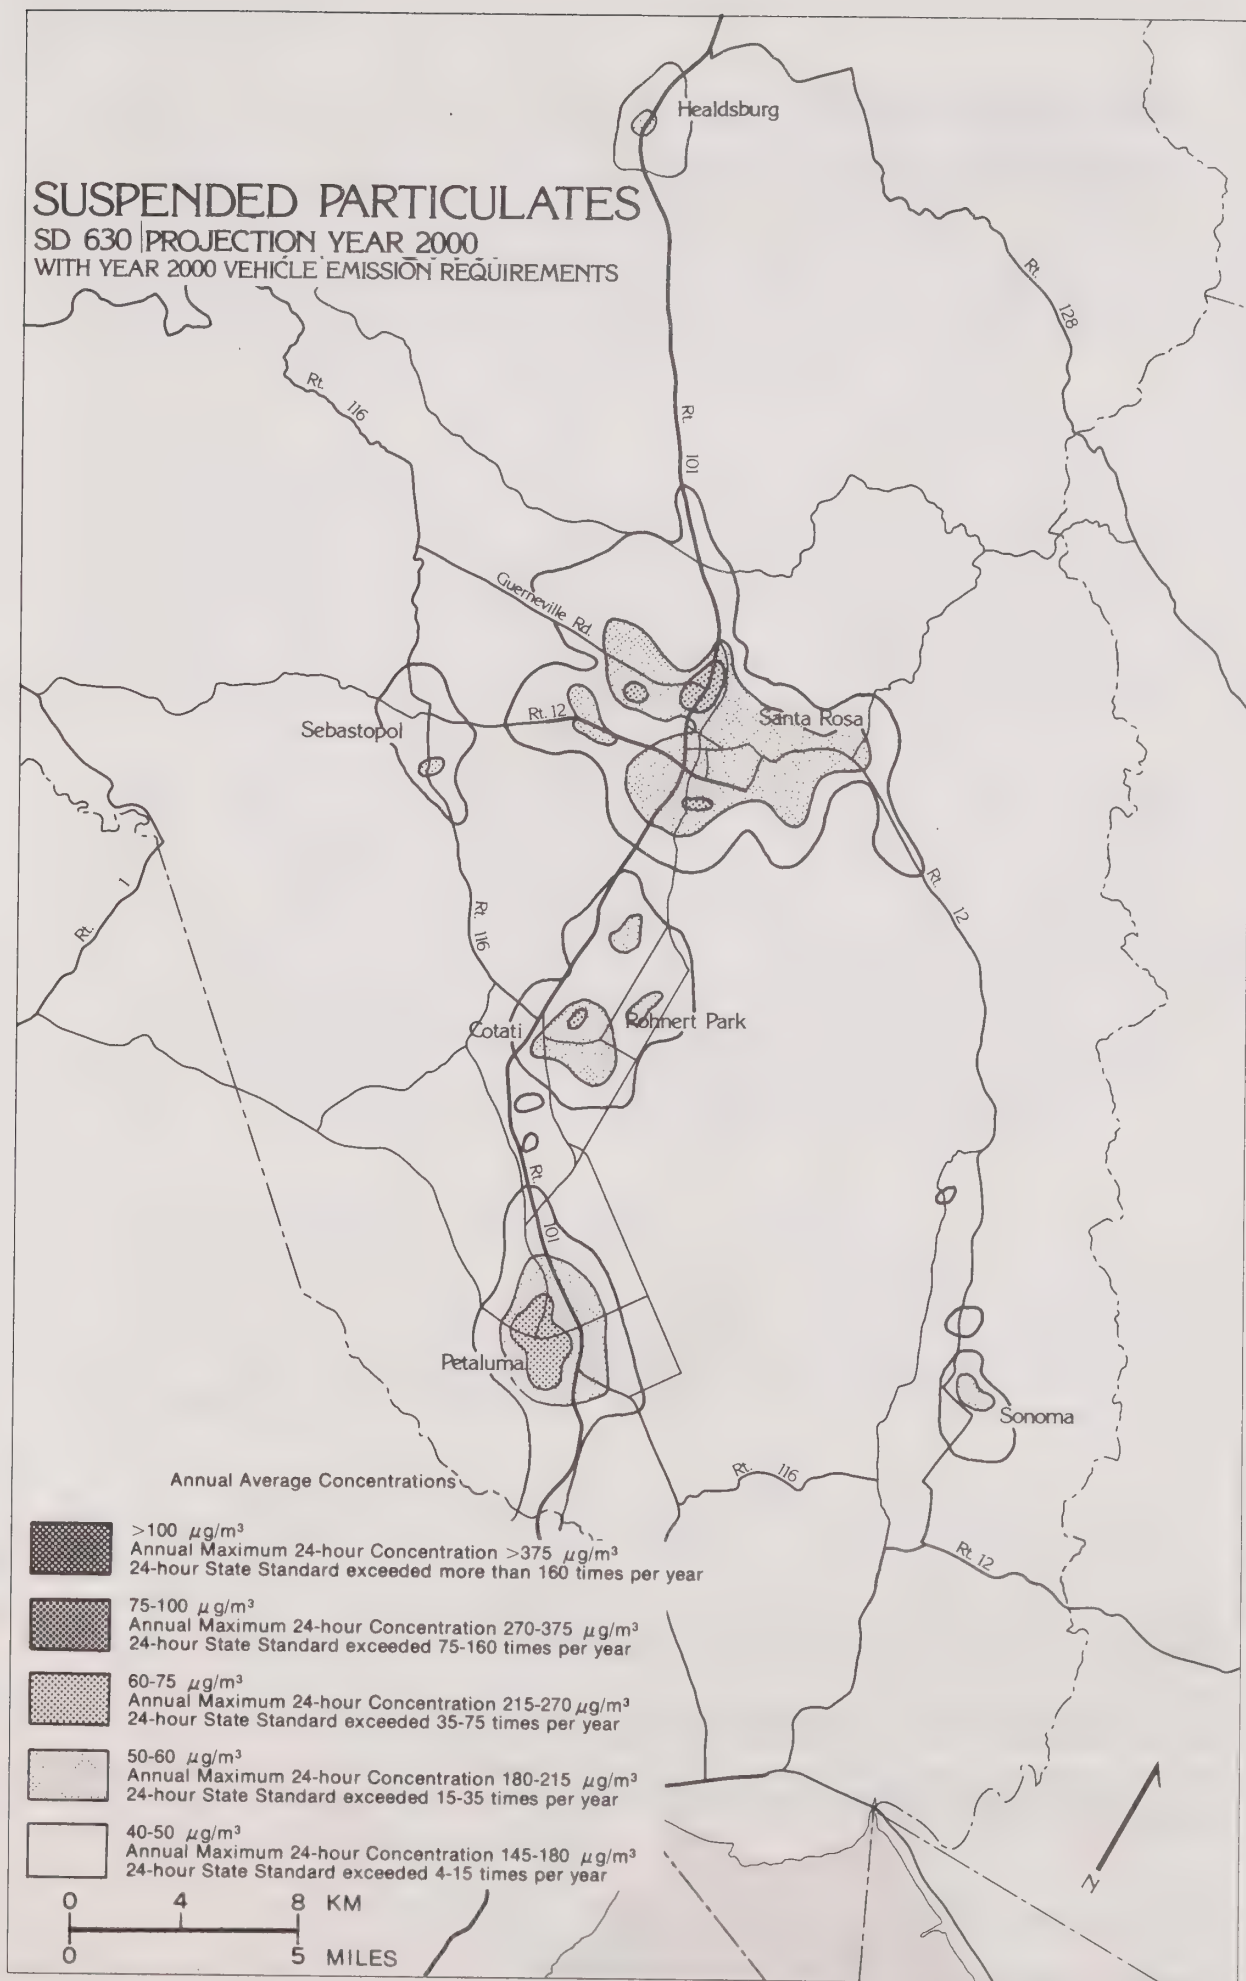 Healdsburg
SUSPENDED PARTICULATES
SD 630 PROJECTION YEAR 2000
WITH YEAR 2000 VEHICLE EMISSION REQUIREMENTS
Rt. 128
Rt. 116
Rt. 101
Guerneville Rd.
Rt. 12
Santa Rosa
Sebastopol
Rt. 12
Rt. 1
Rt. 116
Cotati
Rohnert Park
Rt. 101
Petaluma
Sonoma
Rt. 116
Rt. 12
Annual Average Concentrations
>100 µg/m³
Annual Maximum 24-hour Concentration >375 µg/m³
24-hour State Standard exceeded more than 160 times per year
75-100 µg/m³
Annual Maximum 24-hour Concentration 270-375 µg/m³
24-hour State Standard exceeded 75-160 times per year
60-75 µg/m³
Annual Maximum 24-hour Concentration 215-270 µg/m³
24-hour State Standard exceeded 35-75 times per year
50-60 µg/m³
Annual Maximum 24-hour Concentration 180-215 µg/m³
24-hour State Standard exceeded 15-35 times per year
40-50 µg/m³
Annual Maximum 24-hour Concentration 145-180 µg/m³
24-hour State Standard exceeded 4-15 times per year
N
0 4 8 KM
0 5 MILES